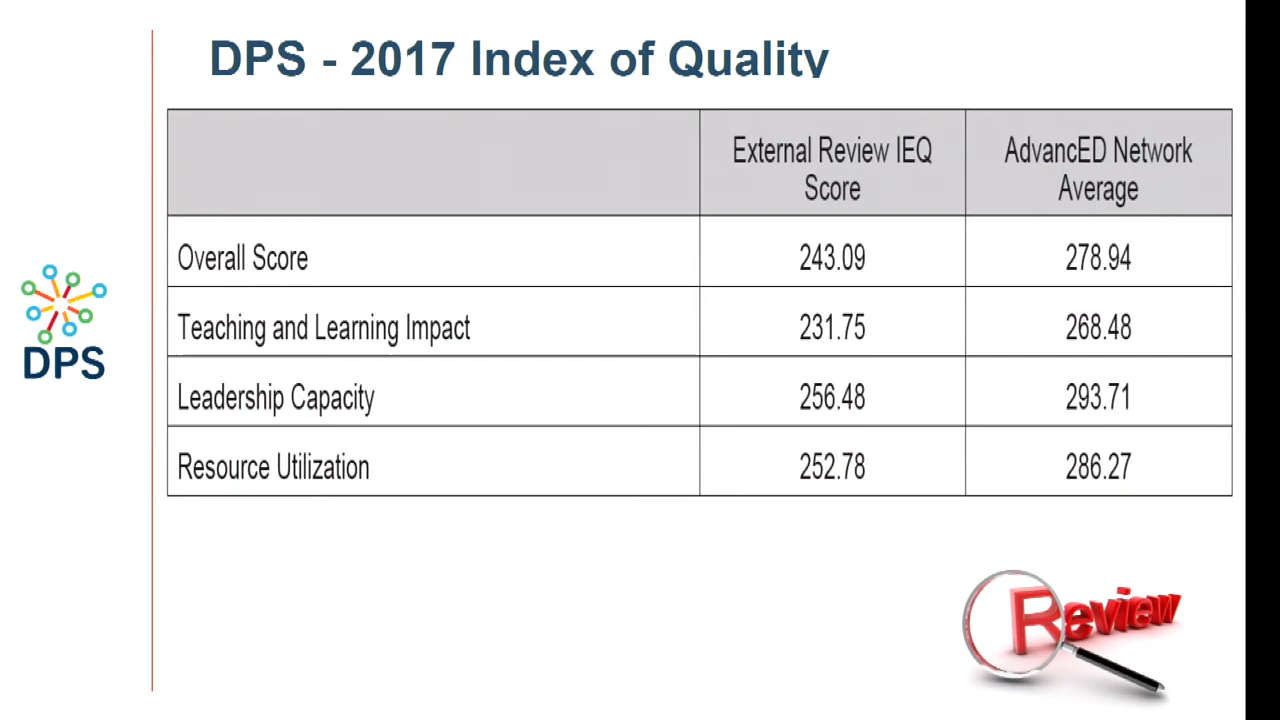 DPS - 2017 Index of Quality
External Review IEQ
Score
AdvancED Network
Average
Overall Score 243.09 278.94
Teaching and Learning Impact 231.75 268.48
Leadership Capacity 256.48 293.71
Resource Utilization 252.78 286.27
DPS
Review